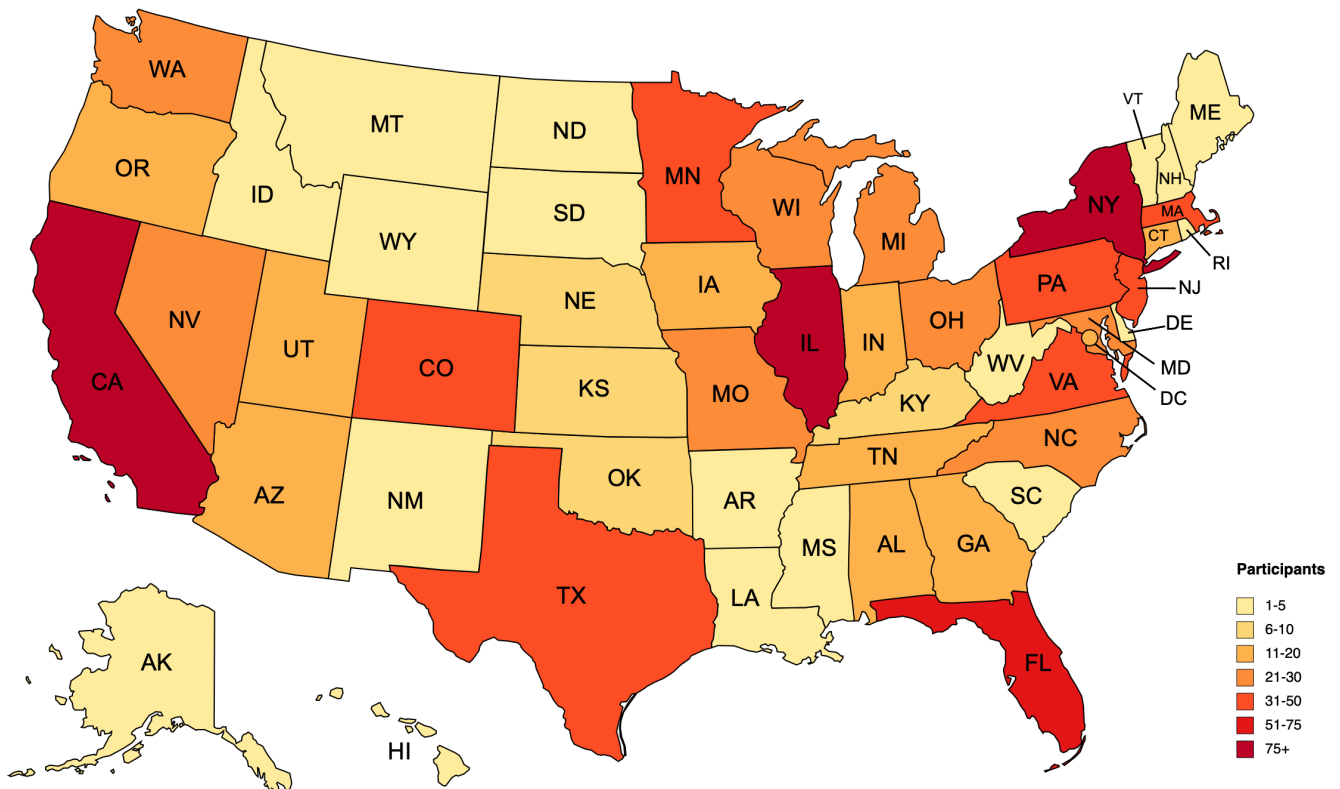 WA
MT
ND
OR
ID
WY
SD
MN
WI
MI
VT
ME
NH
NY
MA
CT
RI
NV
UT
CO
NE
IA
PA
NJ
IL
IN
OH
DE
CA
KS
MO
WV
VA
MD
DC
KY
AZ
NM
OK
AR
TN
NC
SC
MS
AL
GA
TX
LA
FL
AK
HI
Participants
1-5
6-10
11-20
21-30
31-50
51-75
75+